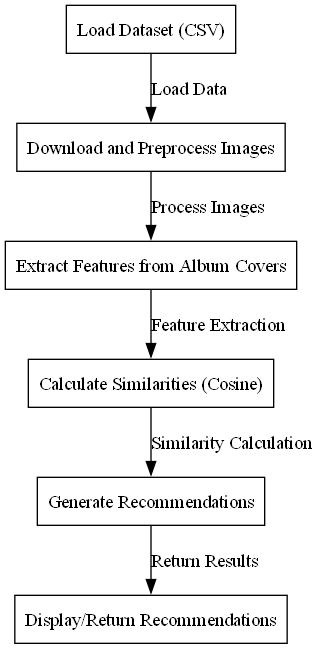 Load Dataset (CSV)
Load Data
Download and Preprocess Images
Process Images
Extract Features from Album Covers
Feature Extraction
Calculate Similarities (Cosine)
Similarity Calculation
Generate Recommendations
Return Results
Display/Return Recommendations